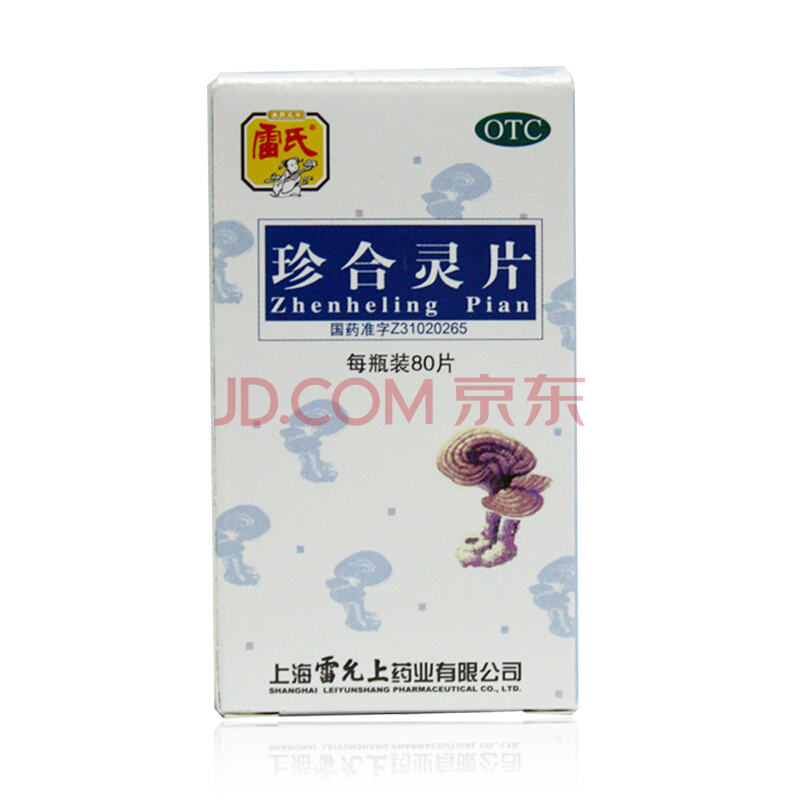 雷氏®
OTC
珍合灵片
Zhenheling Pian
国药准字Z31020265
每瓶装80片
JD.COM 京东
上海雷允上药业有限公司
SHANGHAI LEIYUNSHANG PHARMACEUTICAL CO., LTD.